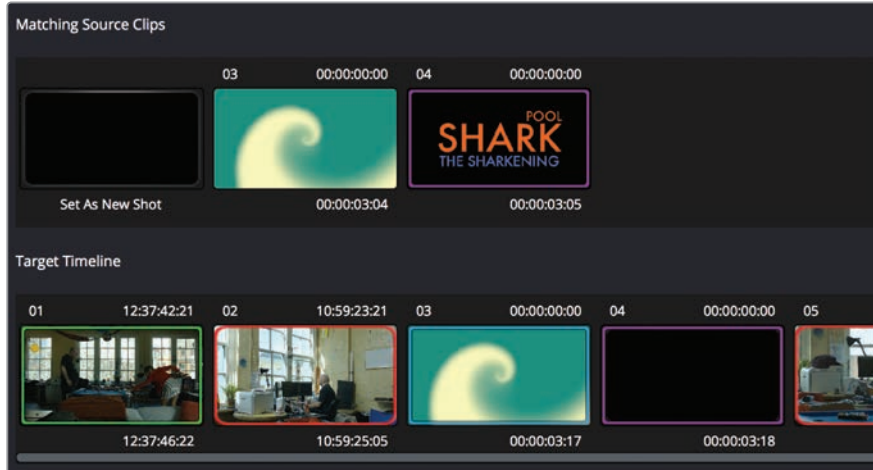 Matching Source Clips
03 00:00:00:00 04 00:00:00:00
POOL
SHARK
THE SHARKENING
Set As New Shot 00:00:03:04 00:00:03:05
Target Timeline
01 12:37:42:21 02 10:59:23:21 03 00:00:00:00 04 00:00:00:00 05
12:37:46:22 10:59:25:05 00:00:03:17 00:00:03:18